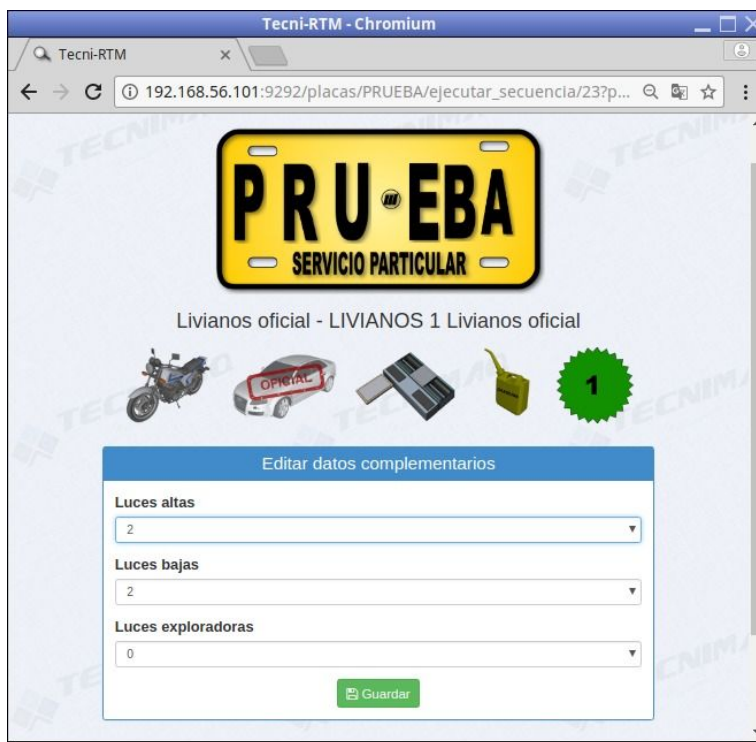 Tecni-RTM - Chromium
Tecni-RTM
192.168.56.101:9292/placas/PRUEBA/ejecutar_secuencia/23?p...
PRU EBA
SERVICIO PARTICULAR
Livianos oficial - LIVIANOS 1 Livianos oficial
OFICIAL
1
Editar datos complementarios
Luces altas
2
Luces bajas
2
Luces exploradoras
0
Guardar